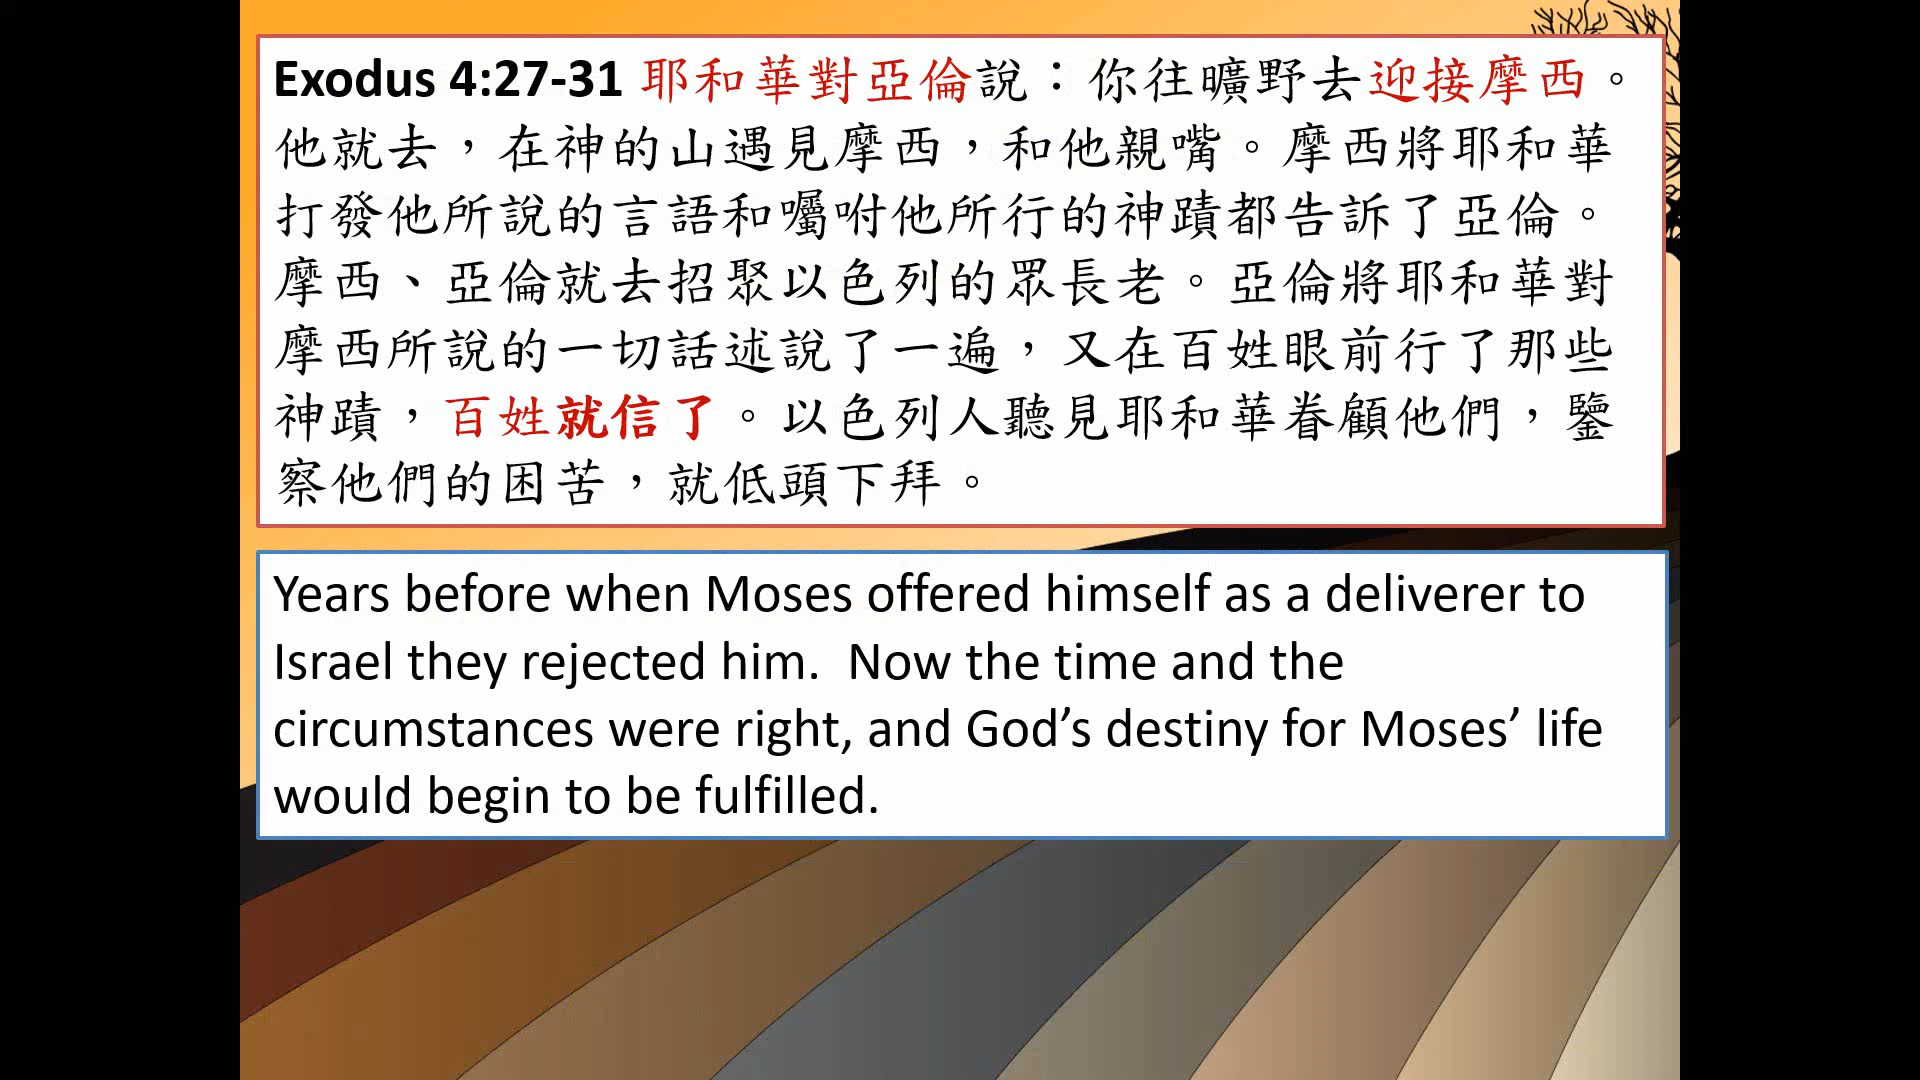 Exodus 4:27-31 耶和華對亞倫說：你往曠野去迎接摩西。
他就去，在神的山遇見摩西，和他親嘴。摩西將耶和華
打發他所說的言語和囑咐他所行的神蹟都告訴了亞倫。
摩西、亞倫就去招聚以色列的眾長老。亞倫將耶和華對
摩西所說的一切話述說了一遍，又在百姓眼前行了那些
神蹟，百姓就信了。以色列人聽見耶和華眷顧他們，鑒
察他們的困苦，就低頭下拜。
Years before when Moses offered himself as a deliverer to
Israel they rejected him.  Now the time and the
circumstances were right, and God’s destiny for Moses’ life
would begin to be fulfilled.